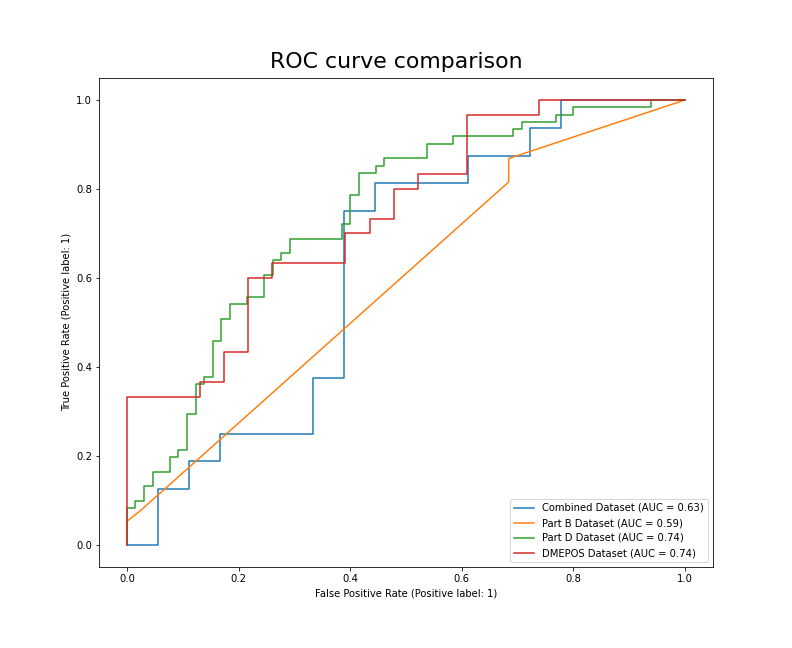 ROC curve comparison
1.0
0.8
0.6
0.4
0.2
0.0
True Positive Rate (Positive label: 1)
0.0 0.2 0.4 0.6 0.8 1.0
False Positive Rate (Positive label: 1)
Combined Dataset (AUC = 0.63)
Part B Dataset (AUC = 0.59)
Part D Dataset (AUC = 0.74)
DMEPOS Dataset (AUC = 0.74)